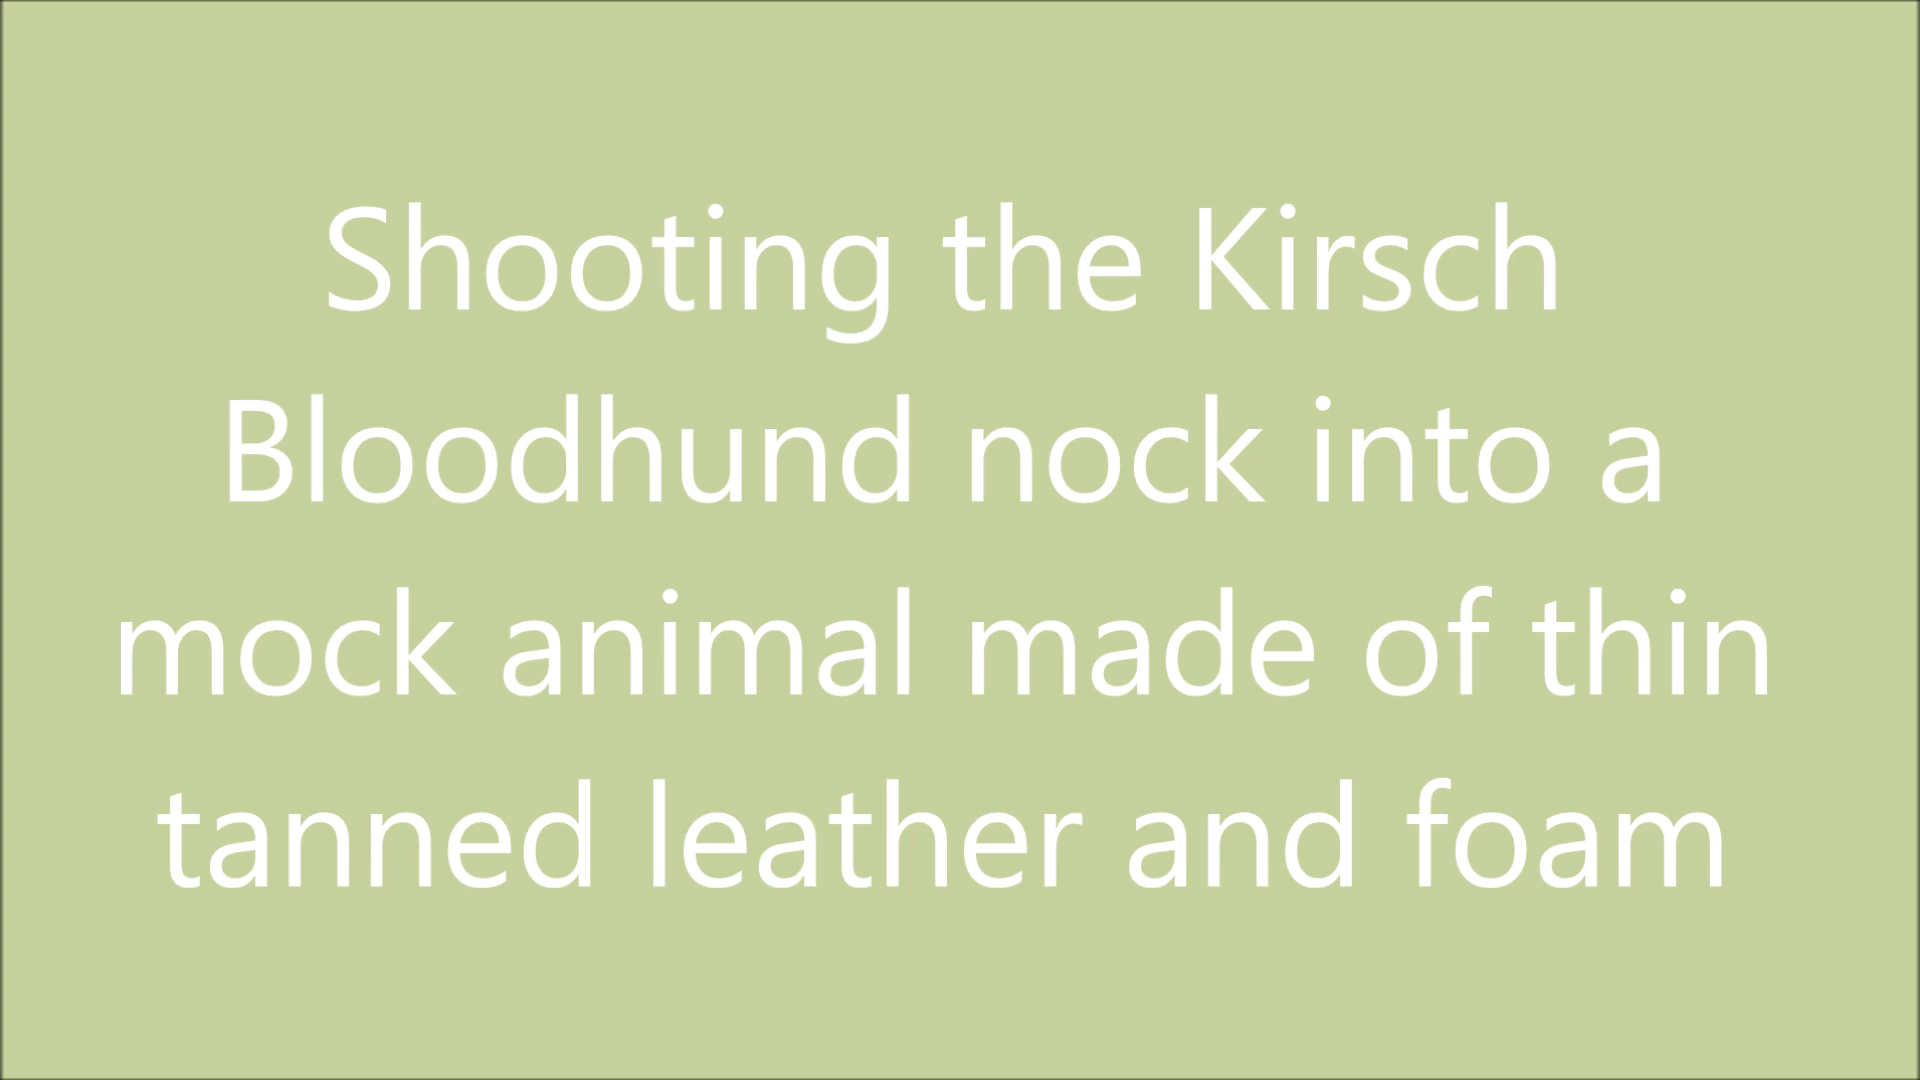 Shooting the Kirsch
Bloodhund nock into a
mock animal made of thin
tanned leather and foam